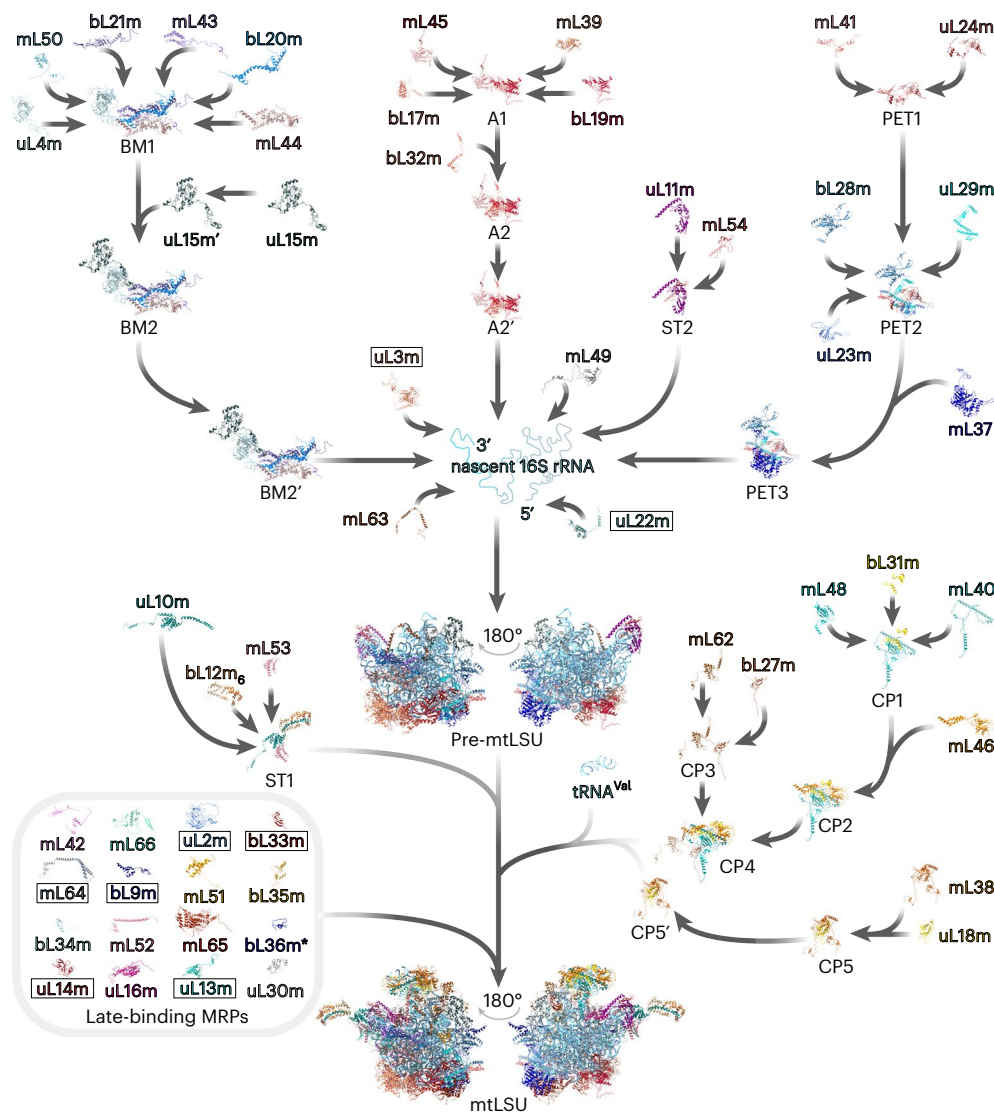 bL21m
mL43
mL45
mL39
mL41
uL24m
mL50
bL20m
uL4m
BM1
mL44
bL17m
A1
bL19m
PET1
bL32m
uL15m′
uL15m
A2
uL11m
mL54
bL28m
uL29m
BM2
A2′
ST2
PET2
uL23m
uL3m
mL49
mL37
3′
nascent 16S rRNA
BM2′
PET3
5′
mL63
uL22m
bL31m
mL48
mL40
uL10m
180°
mL62
mL53
bL27m
bL12m6
CP1
Pre-mtLSU
mL46
ST1
CP3
tRNAVal
CP2
CP4
mL42
mL66
uL2m
bL33m
mL64
bL9m
mL51
bL35m
mL38
CP5′
uL18m
CP5
bL34m
mL52
mL65
bL36m*
uL14m
uL16m
uL13m
uL30m
Late-binding MRPs
180°
mtLSU